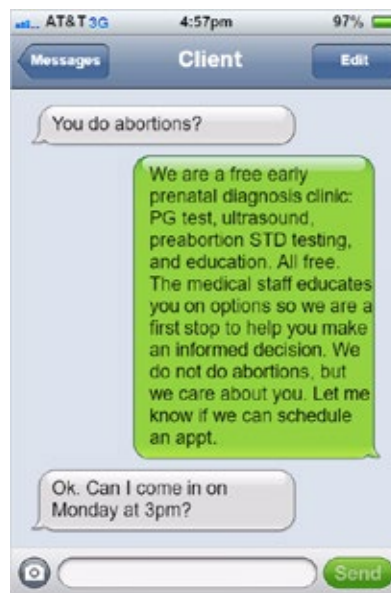 AT&T 3G 4:57pm 97%
Messages Client Edit
You do abortions?
We are a free early
prenatal diagnosis clinic:
PG test, ultrasound,
preabortion STD testing,
and education. All free.
The medical staff educates
you on options so we are a
first stop to help you make
an informed decision. We
do not do abortions, but
we care about you. Let me
know if we can schedule
an appt.
Ok. Can I come in on
Monday at 3pm?
Send